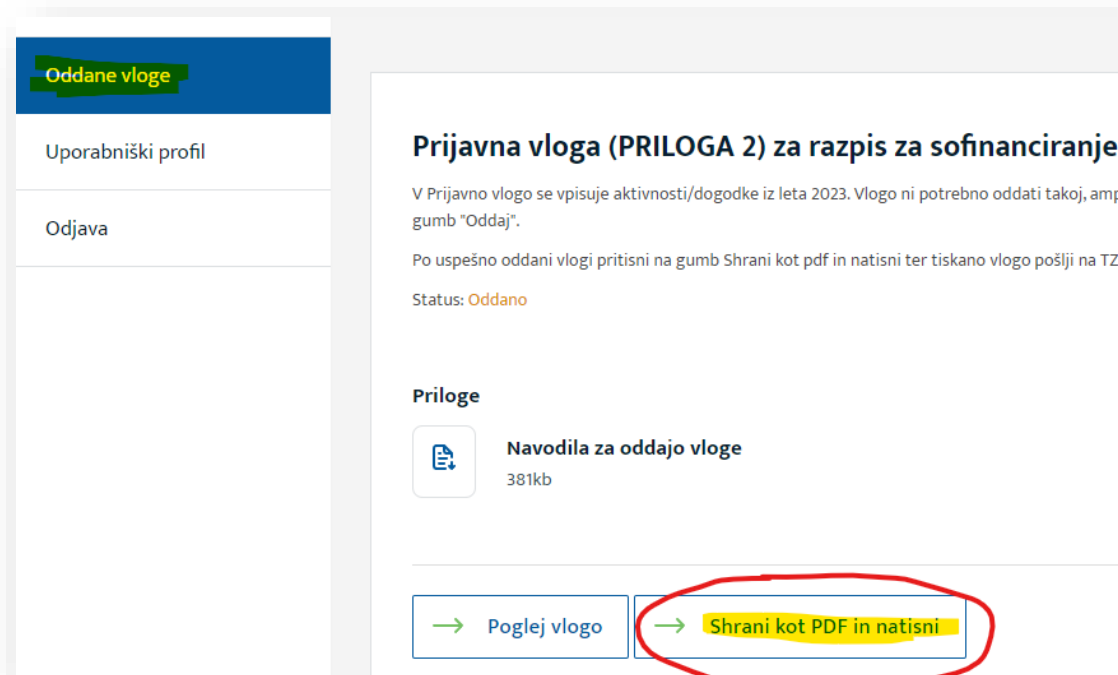 Oddane vloge
Uporabniški profil
Odjava
Prijavna vloga (PRILOGA 2) za razpis za sofinanciranje
V Prijavno vlogo se vpisuje aktivnosti/dogodke iz leta 2023. Vlogo ni potrebno oddati takoj, amp
gumb "Oddaj".
Po uspešno oddani vlogi pritisni na gumb Shrani kot pdf in natisni ter tiskano vlogo pošlji na TZ
Status: Oddano
Priloge
Navodila za oddajo vloge
381kb
Poglej vlogo
Shrani kot PDF in natisni